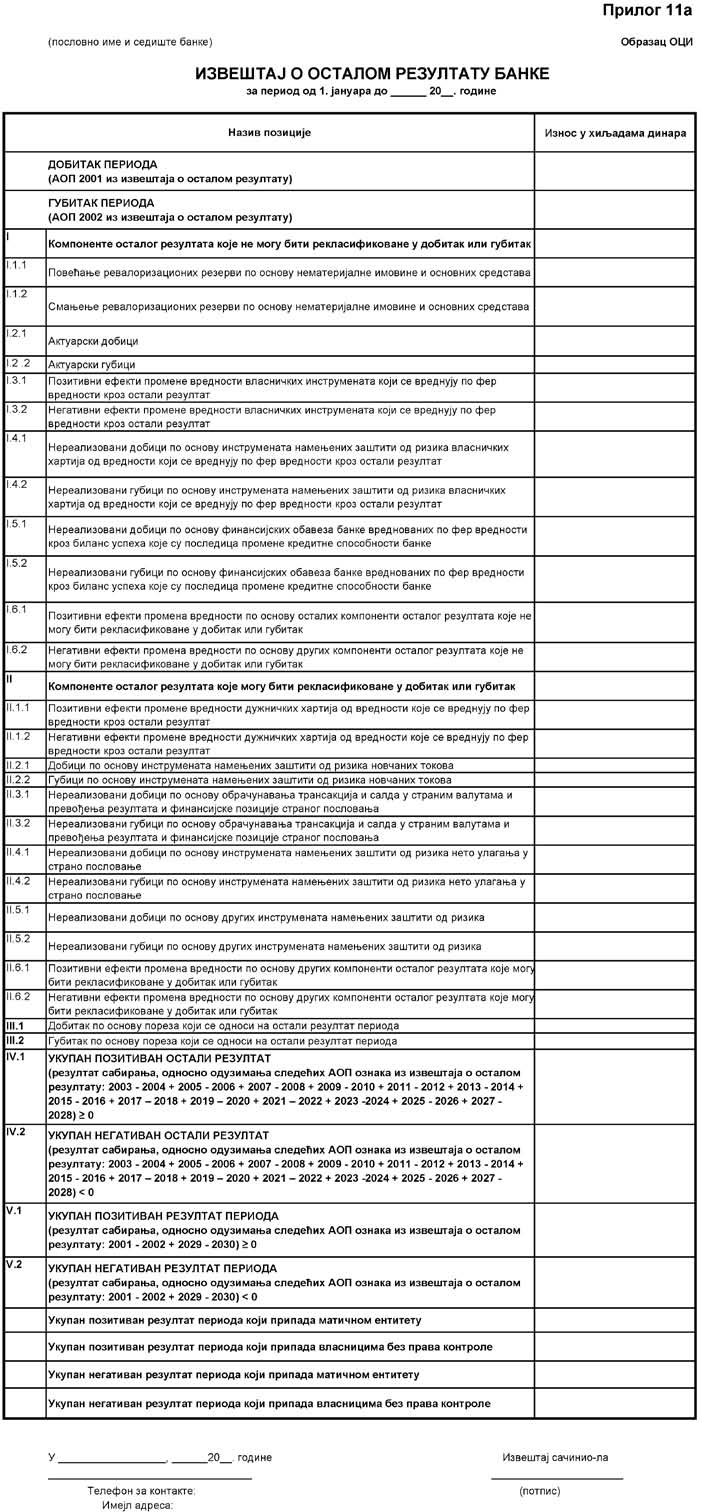 Прилог 11а
(пословно име и седиште банке) Образац ОЦИ
ИЗВЕШТАЈ О ОСТАЛОМ РЕЗУЛТАТУ БАНКЕ
за период од 1. јануара до ______ 20__. године
Назив позиције Износ у хиљадама динара
ДОБИТАК ПЕРИОДА
(АОП 2001 из извештаја о осталом резултату)
ГУБИТАК ПЕРИОДА
(АОП 2002 из извештаја о осталом резултату)
I Компоненте осталог резултата које не могу бити рекласификоване у добитак или губитак
I.1.1 Повећање ревалоризационих резерви по основу нематеријалне имовине и основних средстава
I.1.2 Смањење ревалоризационих резерви по основу нематеријалне имовине и основних средстава
I.2.1 Актуарски добици
I.2 .2 Актуарски губици
I.3.1 Позитивни ефекти промене вредности власничких инструмената који се вреднују по фер
вредности кроз остали резултат
I.3.2 Негативни ефекти промене вредности власничких инструмената који се вреднују по фер
вредности кроз остали резултат
I.4.1 Нереализовани добици по основу инструмената намењених заштити од ризика власничких
хартија од вредности који се вреднују по фер вредности кроз остали резултат
I.4.2 Нереализовани губици по основу инструмената намењених заштити од ризика власничких
хартија од вредности који се вреднују по фер вредности кроз остали резултат
I.5.1 Нереализовани добици по основу финансијских обавеза банке вреднованих по фер вредности
кроз биланс успеха које су последица промене кредитне способности банке
I.5.2 Нереализовани губици по основу финансијских обавеза банке вреднованих по фер вредности
кроз биланс успеха које су последица промене кредитне способности банке
I.6.1 Позитивни ефекти промена вредности по основу осталих компоненти осталог резултата које не
могу бити рекласификоване у добитак или губитак
I.6.2 Негативни ефекти промена вредности по основу других компоненти осталог резултата које не
могу бити рекласификоване у добитак или губитак
II Компоненте осталог резултата које могу бити рекласификоване у добитак или губитак
II.1.1 Позитивни ефекти промене вредности дужничких хартија од вредности које се вреднују по фер
вредности кроз остали резултат
II.1.2 Негативни ефекти промене вредности дужничких хартија од вредности које се вреднују по фер
вредности кроз остали резултат
II.2.1 Добици по основу инструмената намењених заштити од ризика новчаних токова
II.2.2 Губици по основу инструмената намењених заштити од ризика новчаних токова
II.3.1 Нереализовани добици по основу обрачунавања трансакција и салда у страним валутама и
превођења резултата и финансијске позиције страног пословања
II.3.2 Нереализовани губици по основу обрачунавања трансакција и салда у страним валутама и
превођења резултата и финансијске позиције страног пословања
II.4.1 Нереализовани добици по основу инструмената намењених заштити од ризика нето улагања у
страно пословање
II.4.2 Нереализовани губици по основу инструмената намењених заштити од ризика нето улагања у
страно пословање
II.5.1 Нереализовани добици по основу других инструмената намењених заштити од ризика
II.5.2 Нереализовани губици по основу других инструмената намењених заштити од ризика
II.6.1 Позитивни ефекти промена вредности по основу других компоненти осталог резултата које могу
бити рекласификоване у добитак или губитак
II.6.2 Негативни ефекти промена вредности по основу других компоненти осталог резултата које могу
бити рекласификоване у добитак или губитак
III.1 Добитак по основу пореза који се односи на остали резултат периода
III.2 Губитак по основу пореза који се односи на остали резултат периода
IV.1 УКУПАН ПОЗИТИВАН ОСТАЛИ РЕЗУЛТАТ
(резултат сабирања, односно одузимања следећих АОП ознака из извештаја о осталом
резултату: 2003 - 2004 + 2005 - 2006 + 2007 - 2008 + 2009 - 2010 + 2011 - 2012 + 2013 - 2014 +
2015 - 2016 + 2017 – 2018 + 2019 – 2020 + 2021 – 2022 + 2023 -2024 + 2025 - 2026 + 2027 -
2028) ≥ 0
IV.2 УКУПАН НЕГАТИВАН ОСТАЛИ РЕЗУЛТАТ
(резултат сабирања, односно одузимања следећих АОП ознака из извештаја о осталом
резултату: 2003 - 2004 + 2005 - 2006 + 2007 - 2008 + 2009 - 2010 + 2011 - 2012 + 2013 - 2014 +
2015 - 2016 + 2017 – 2018 + 2019 – 2020 + 2021 – 2022 + 2023 -2024 + 2025 - 2026 + 2027 -
2028) < 0
V.1 УКУПАН ПОЗИТИВАН РЕЗУЛТАТ ПЕРИОДА
(резултат сабирања, односно одузимања следећих АОП ознака из извештаја о осталом
резултату: 2001 - 2002 + 2029 - 2030) ≥ 0
V.2 УКУПАН НЕГАТИВАН РЕЗУЛТАТ ПЕРИОДА
(резултат сабирања, односно одузимања следећих АОП ознака из извештаја о осталом
резултату: 2001 - 2002 + 2029 - 2030) < 0
Укупан позитиван резултат периода који припада матичном ентитету
Укупан позитиван резултат периода који припада власницима без права контроле
Укупан негативан резултат периода који припада матичном ентитету
Укупан негативан резултат периода који припада власницима без права контроле
У __________________, ______20__. године Извештај сачинио-ла
Телефон за контакте: (потпис)
Имејл адреса: